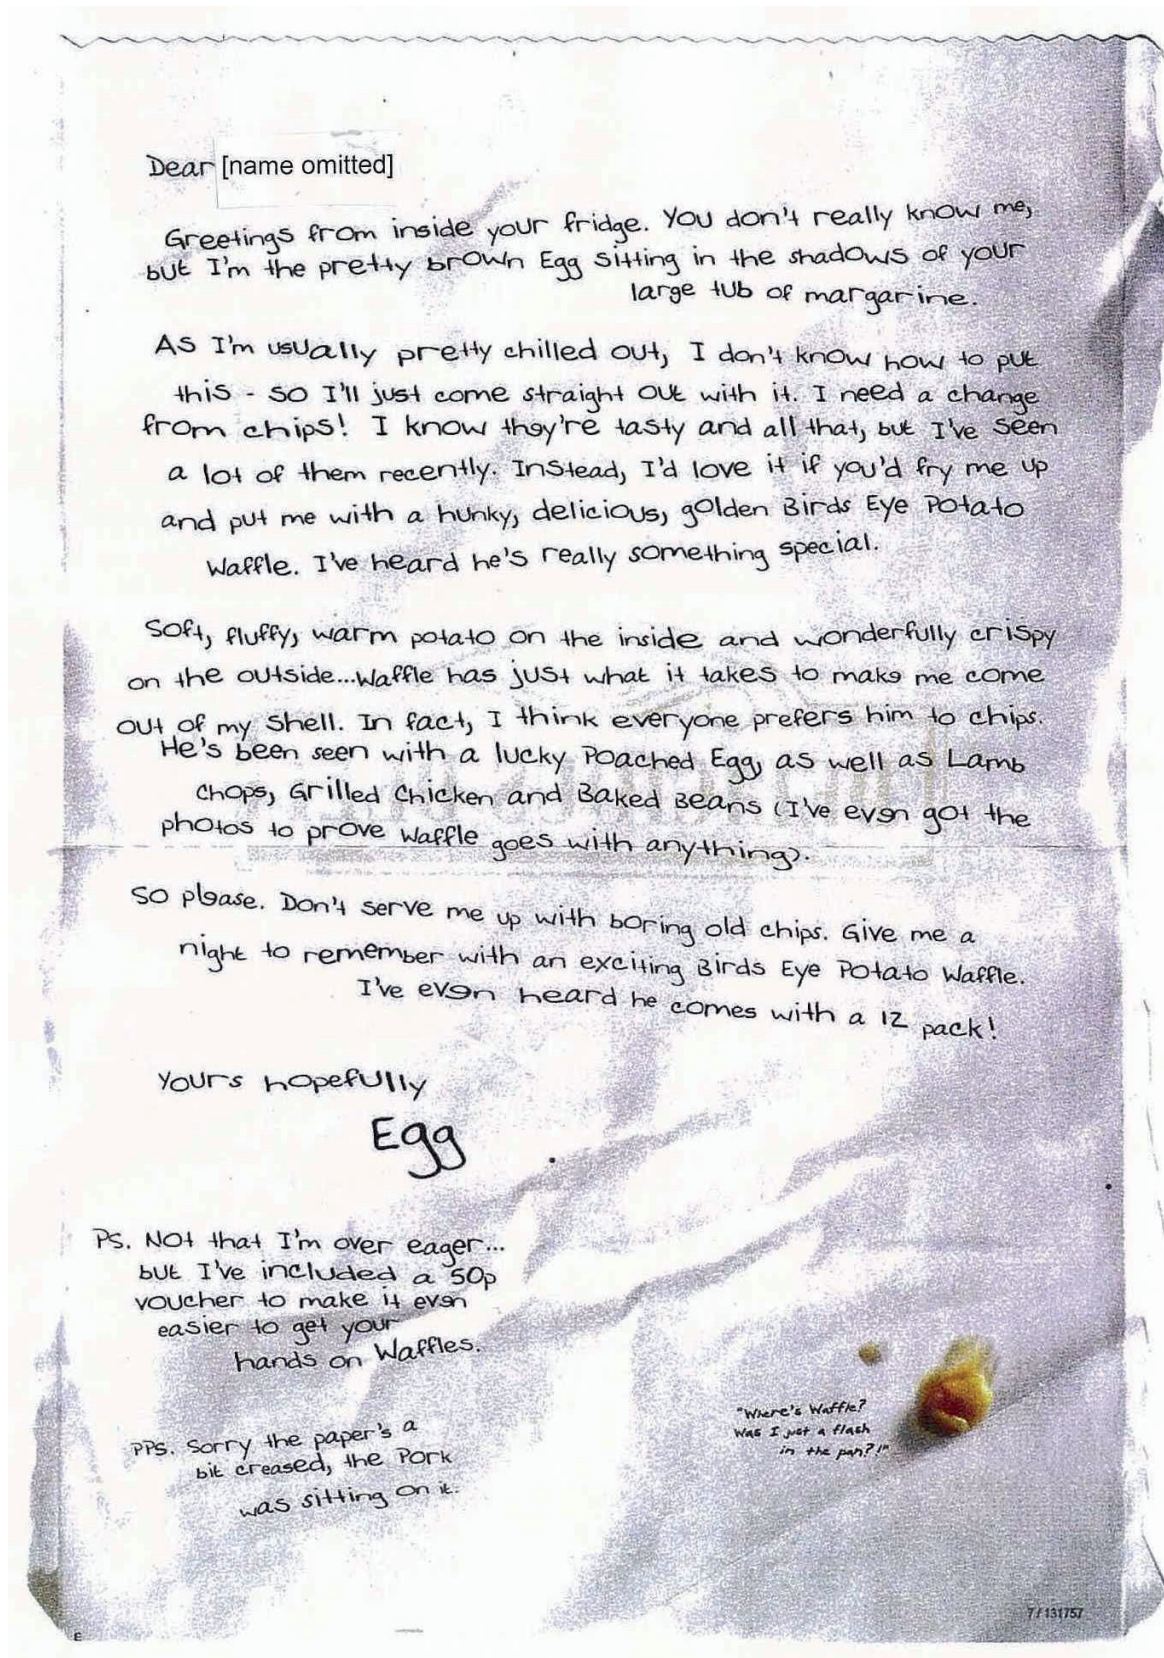 Dear [name omitted]
Greetings from inside your fridge. You don't really know me,
but I'm the pretty brown Egg sitting in the shadows of your
large tub of margarine.
As I'm usually pretty chilled out, I don't know how to put
this - so I'll just come straight out with it. I need a change
from chips! I know they're tasty and all that, but I've seen
a lot of them recently. Instead, I'd love it if you'd fry me up
and put me with a hunky, delicious, golden Birds Eye Potato
Waffle. I've heard he's really something special.
Soft, fluffy, warm potato on the inside and wonderfully crispy
on the outside...Waffle has just what it takes to make me come
out of my shell. In fact, I think everyone prefers him to chips.
He's been seen with a lucky Poached Egg, as well as Lamb
Chops, Grilled Chicken and Baked Beans (I've even got the
photos to prove Waffle goes with anything).
So please. Don't serve me up with boring old chips. Give me a
night to remember with an exciting Birds Eye Potato Waffle.
I've even heard he comes with a 12 pack!
Yours hopefully
Egg
PS. Not that I'm over eager...
but I've included a 50p
voucher to make it even
easier to get your
hands on Waffles.
PPS. Sorry the paper's a
bit creased, the Pork
was sitting on it.
"Where's Waffle?
Was I just a flash
in the pan?!"
7/131757
E